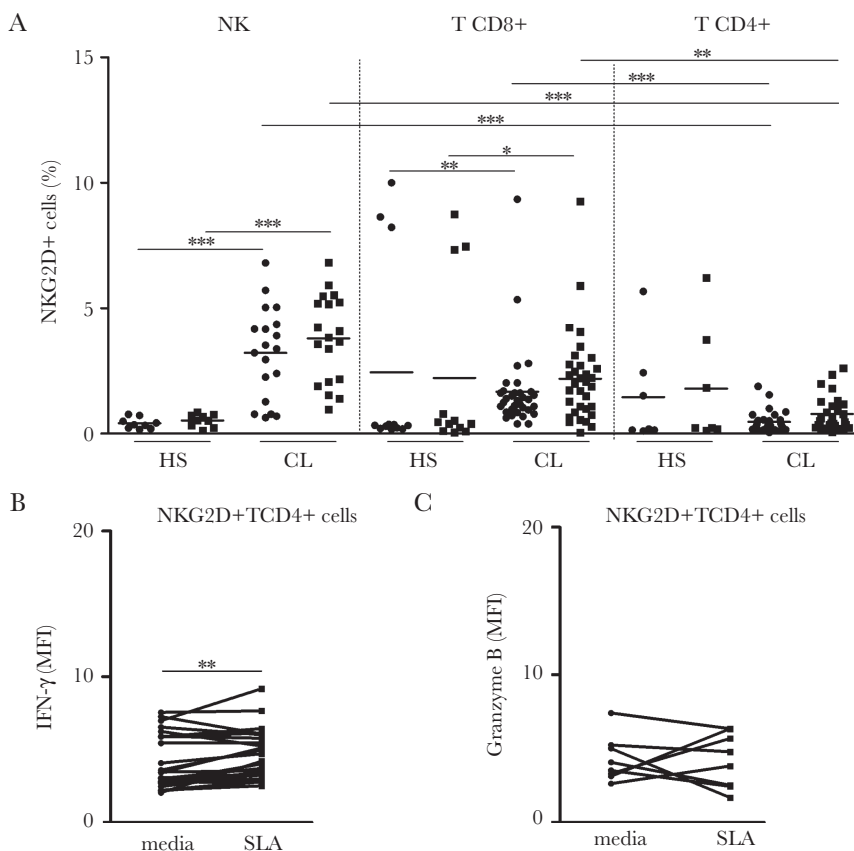 A
NK T CD8+ T CD4+
NKG2D+ cells (%)
15
**
***
***
***
10
*
**
***
***
5
0
HS CL HS CL HS CL
B
NKG2D+TCD4+ cells
IFN-γ (MFI)
20
**
10
0
media SLA
C
NKG2D+TCD4+ cells
Granzyme B (MFI)
20
10
0
media SLA